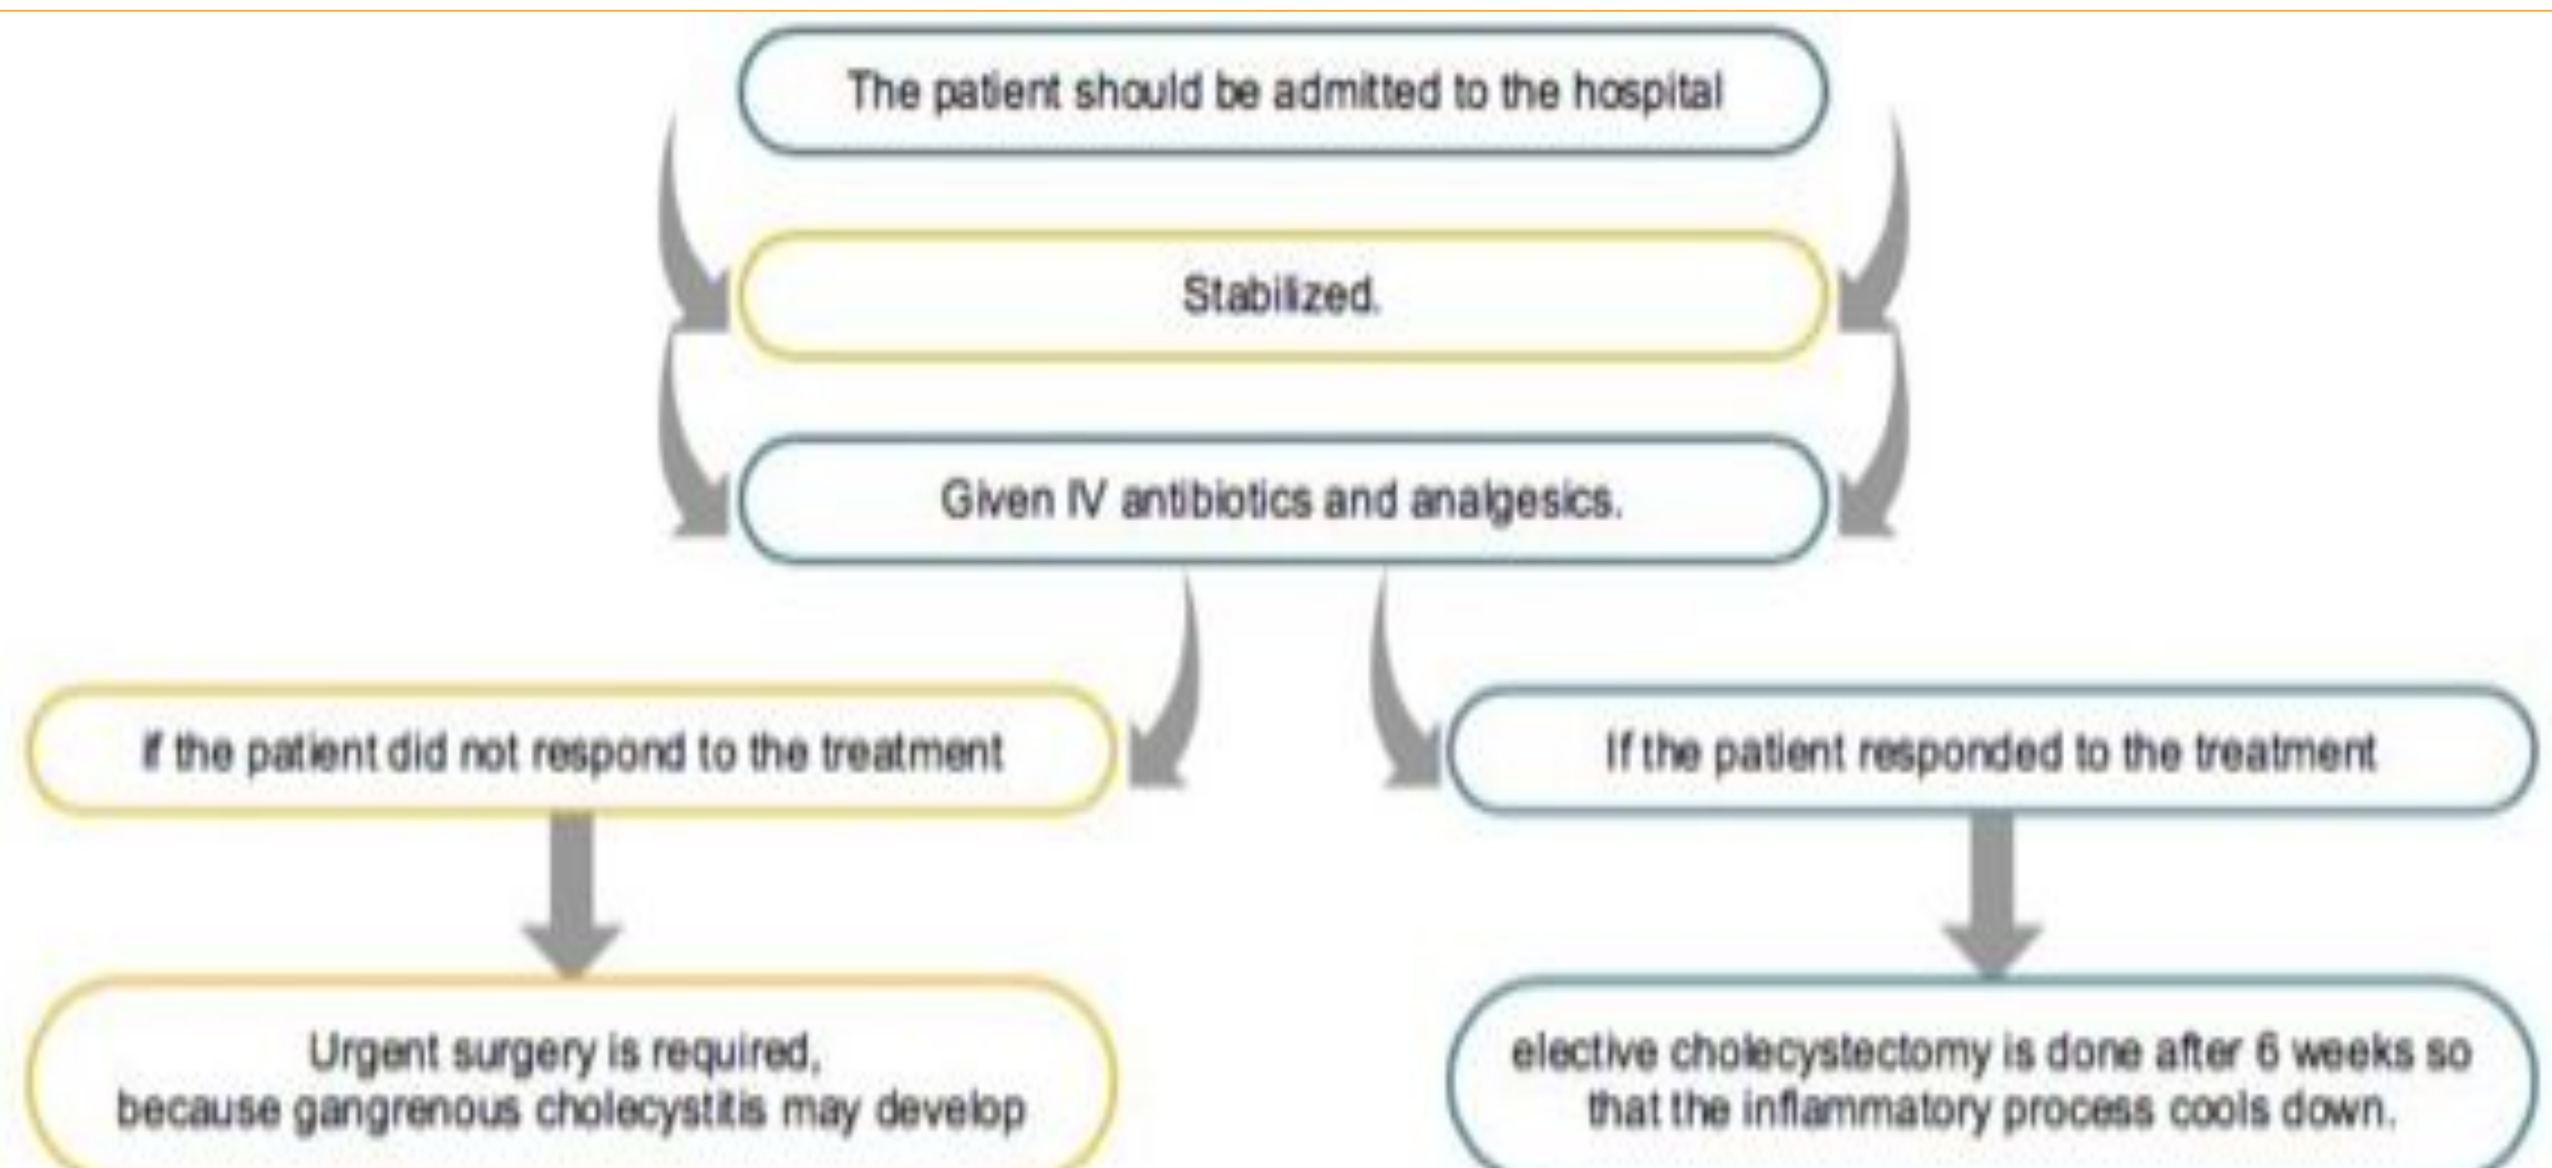 The patient should be admitted to the hospital
Stabilized.
Given IV antibiotics and analgesics.
If the patient did not respond to the treatment
If the patient responded to the treatment
Urgent surgery is required,
because gangrenous cholecystitis may develop
elective cholecystectomy is done after 6 weeks so
that the inflammatory process cools down.